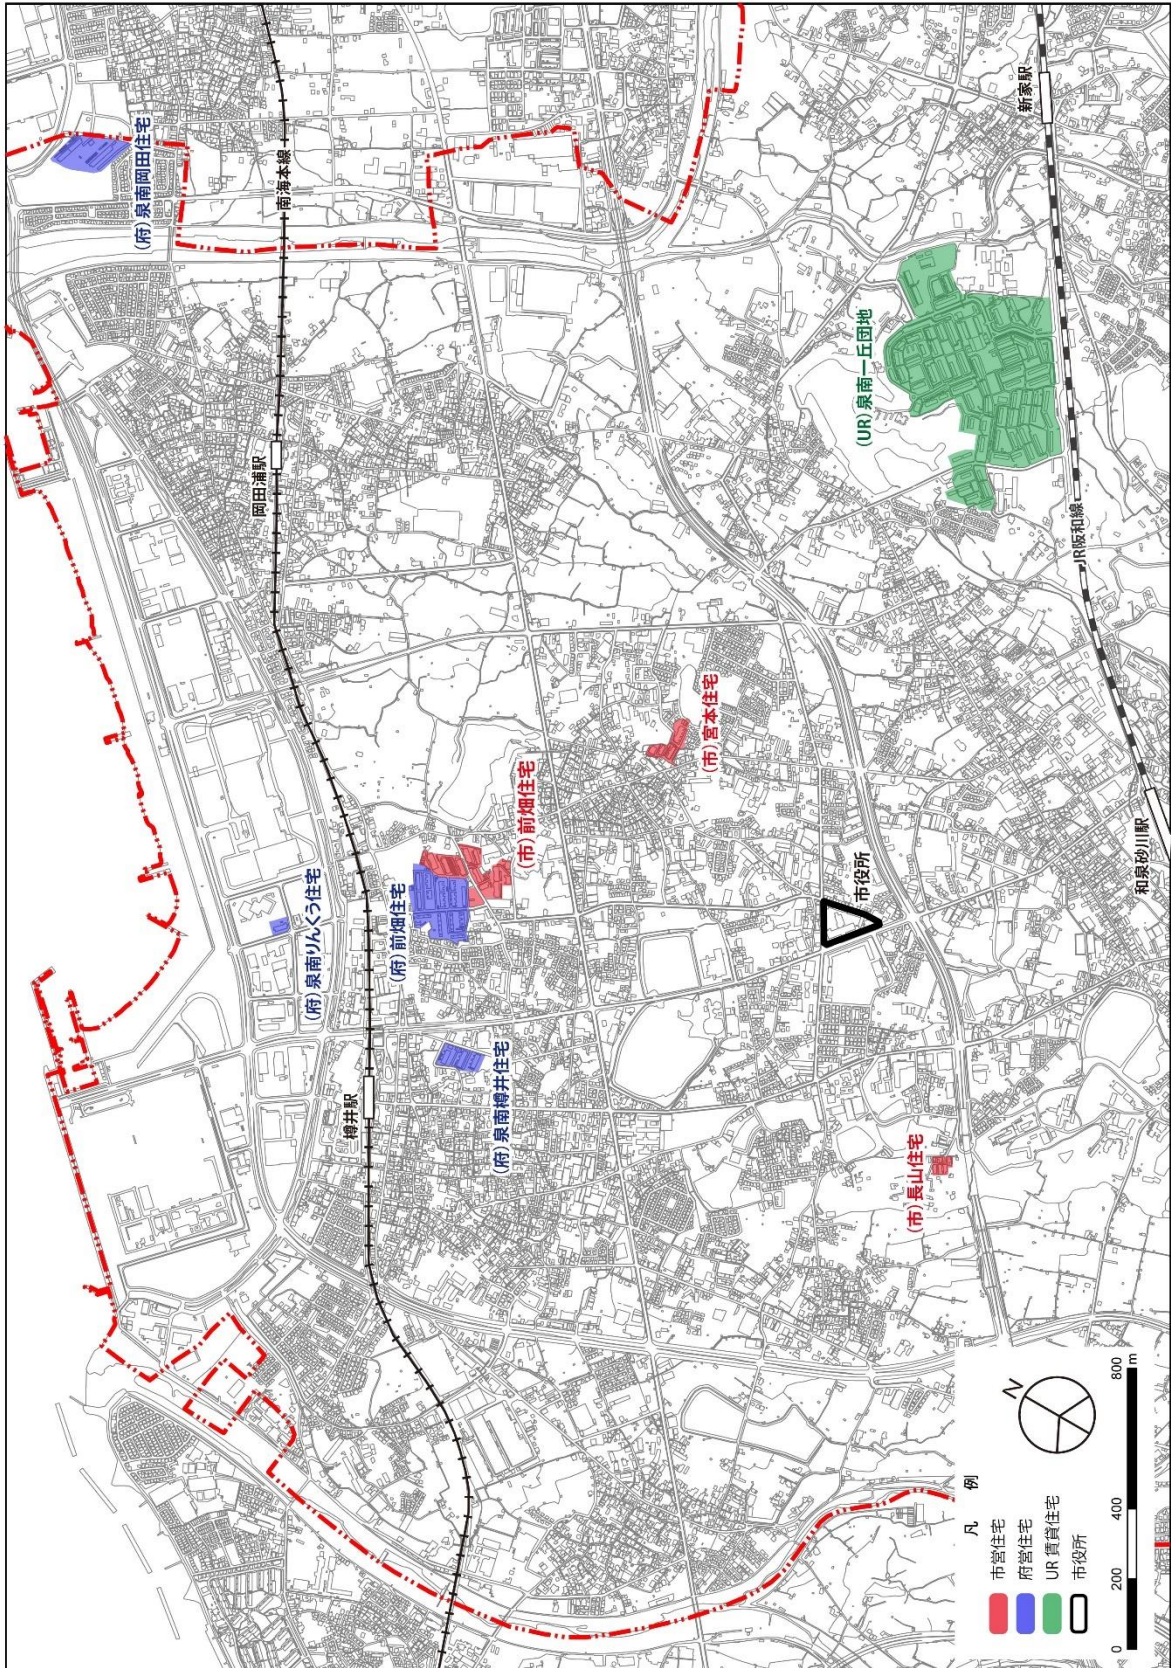 (府)泉南岡田住宅
南海本線
新家駅
(UR)泉南一丘団地
岡田浦駅
JR阪和線
(市)宮本住宅
(市)前畑住宅
(府)前畑住宅
(府)泉南りんくう住宅
市役所
和泉砂川駅
(府)泉南樽井住宅
樽井駅
(市)長山住宅
凡 例
市営住宅
府営住宅
UR 賃貸住宅
市役所
N
0 200 400 800
m